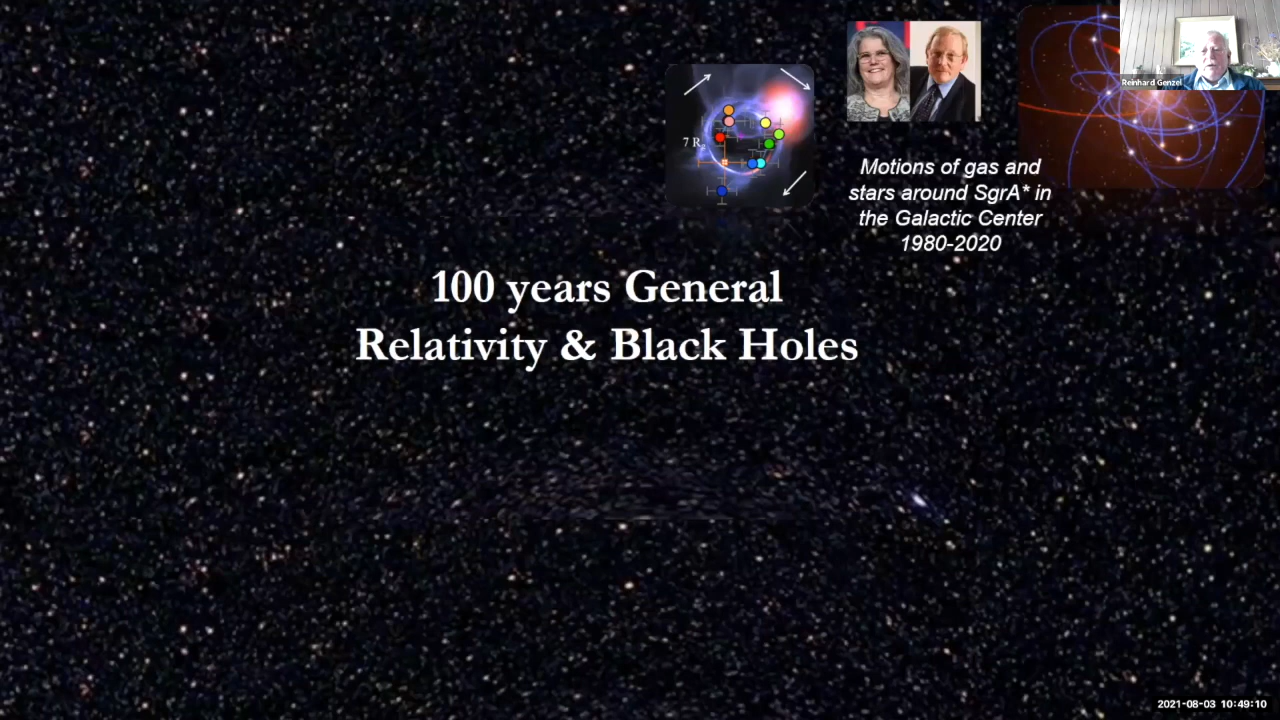 Reinhard Genzel
7 R
Motions of gas and
stars around SgrA* in
the Galactic Center
1980-2020
100 years General
Relativity & Black Holes
2021-08-03 10:49:10